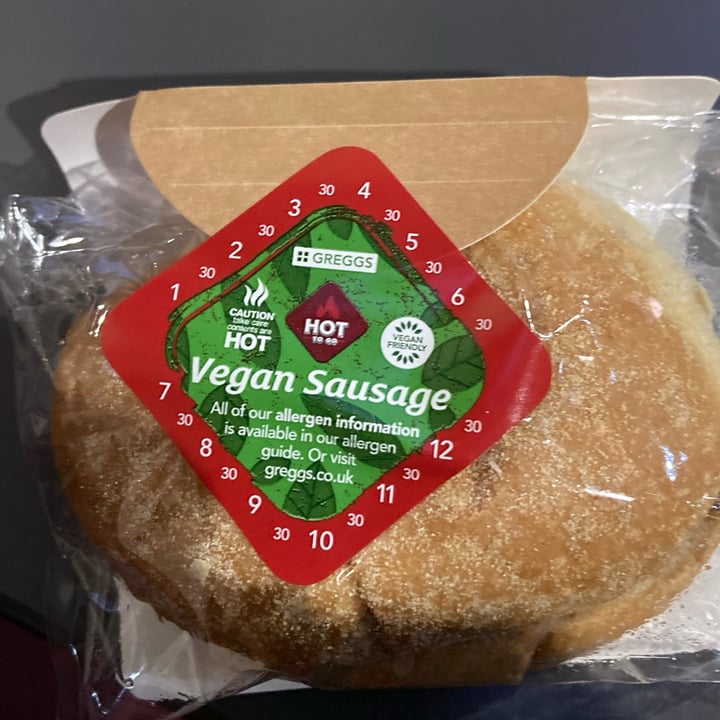 1 30 2 30 3 30 4 30 5 30 6 30
GREGGS
CAUTION
take care
contents are
HOT
HOT
TO GO
VEGAN
FRIENDLY
Vegan Sausage
All of our allergen information
is available in our allergen
guide. Or visit
greggs.co.uk
7 30 8 30 9 30 10 30 11 30 12 30